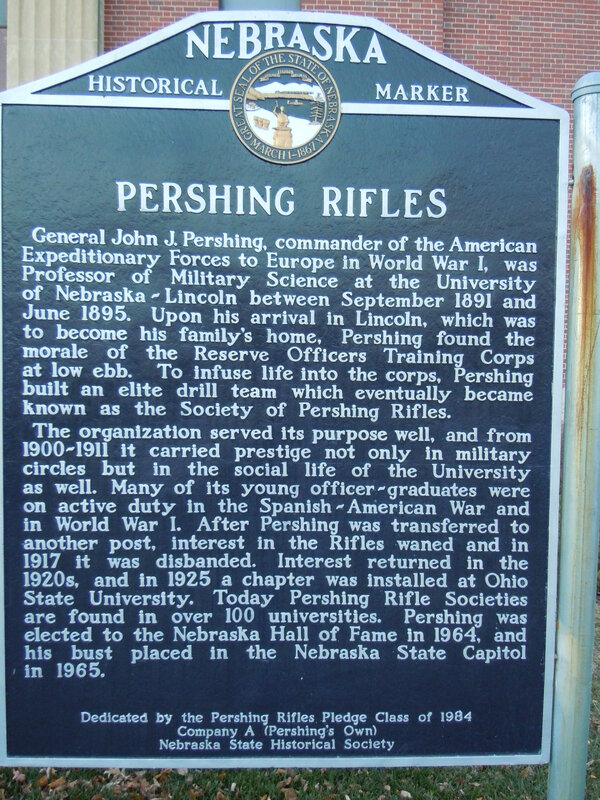 NEBRASKA
HISTORICAL MARKER
GREAT SEAL OF THE STATE OF NEBRASKA
MARCH 1-1867
PERSHING RIFLES
General John J. Pershing, commander of the American
Expeditionary Forces to Europe in World War I, was
Professor of Military Science at the University
of Nebraska-Lincoln between September 1891 and
June 1895. Upon his arrival in Lincoln, which was
to become his family's home, Pershing found the
morale of the Reserve Officers Training Corps
at low ebb. To infuse life into the corps, Pershing
built an elite drill team which eventually became
known as the Society of Pershing Rifles.
The organization served its purpose well, and from
1900-1911 it carried prestige not only in military
circles but in the social life of the University
as well. Many of its young officer-graduates were
on active duty in the Spanish-American War and
in World War I. After Pershing was transferred to
another post, interest in the Rifles waned and in
1917 it was disbanded. Interest returned in the
1920s, and in 1925 a chapter was installed at Ohio
State University. Today Pershing Rifle Societies
are found in over 100 universities. Pershing was
elected to the Nebraska Hall of Fame in 1964, and
his bust placed in the Nebraska State Capitol
in 1965.
Dedicated by the Pershing Rifles Pledge Class of 1984
Company A (Pershing's Own)
Nebraska State Historical Society